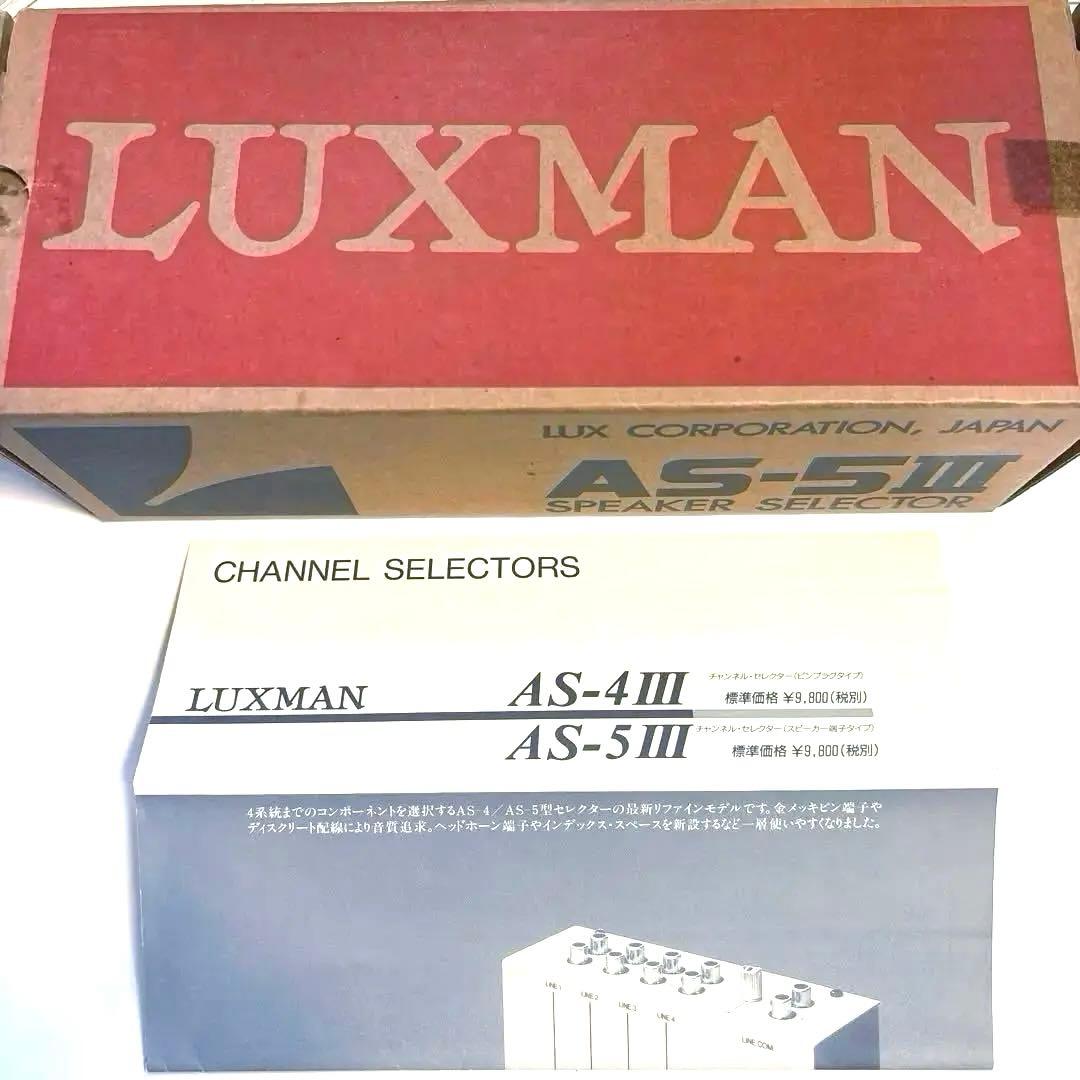 LUXMAN
LUX CORPORATION, JAPAN
AS-5III
SPEAKER SELECTOR
CHANNEL SELECTORS
LUXMAN
AS-4III
チャンネル・セレクター(ピンプラグタイプ)
標準価格 ¥9,800(税別)
AS-5III
チャンネル・セレクター(スピーカー端子タイプ)
標準価格 ¥9,800(税別)
4系統までのコンポーネントを選択するAS-4/AS-5型セレクターの最新リファインモデルです。金メッキピン端子や
ディスクリート配線により音質追求。ヘッドホーン端子やインデックス・スペースを新設するなど一層使いやすくなりました。
LINE 1
LINE 2
LINE 3
LINE 4
LINE COM.